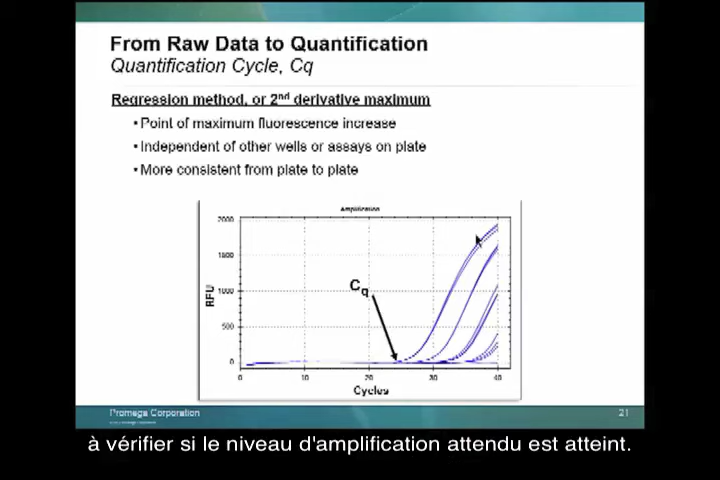 From Raw Data to Quantification
Quantification Cycle, Cq
Regression method, or 2nd derivative maximum
•Point of maximum fluorescence increase
•Independent of other wells or assays on plate
•More consistent from plate to plate
Amplification
2000
1500
1000
500
0
RFU
Cq
0 10 20 30 40
Cycles
Promega Corporation
21
à vérifier si le niveau d'amplification attendu est atteint.